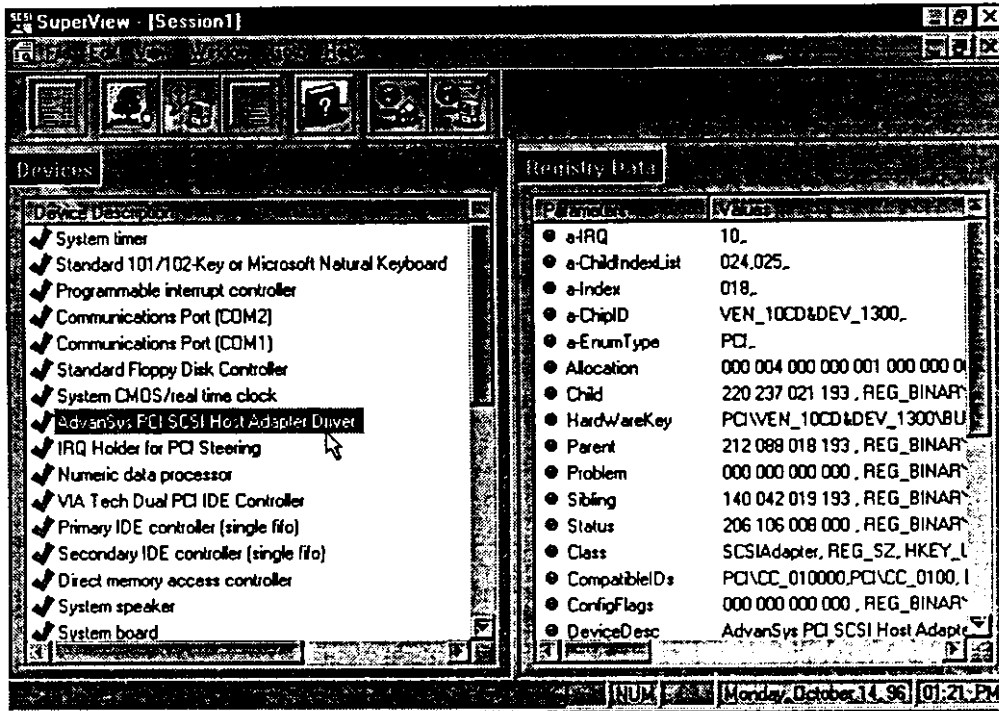 SuperView - [Session1]
File Edit View Window Help
Devices
Device Description
System timer
Standard 101/102-Key or Microsoft Natural Keyboard
Programmable interrupt controller
Communications Port (COM2)
Communications Port (COM1)
Standard Floppy Disk Controller
System CMOS/real time clock
AdvanSys PCI SCSI Host Adapter Driver
IRQ Holder for PCI Steering
Numeric data processor
VIA Tech Dual PCI IDE Controller
Primary IDE controller (single fifo)
Secondary IDE controller (single fifo)
Direct memory access controller
System speaker
System board
Registry Data
Parameters Values
a-IRQ 10,.
a-ChildIndexList 024,025,.
a-Index 018,.
a-ChipID VEN_10CD&DEV_1300,.
a-EnumType PCI,.
Allocation 000 004 000 000 001 000 000
Child 220 237 021 193 , REG_BINARY
HardWareKey PCI\VEN_10CD&DEV_1300\BU
Parent 212 088 018 193 , REG_BINARY
Problem 000 000 000 000 , REG_BINARY
Sibling 140 042 019 193 , REG_BINARY
Status 206 106 008 000 , REG_BINARY
Class SCSIAdapter, REG_SZ, HKEY_L
CompatibleIDs PCI\CC_010000,PCI\CC_0100,
ConfigFlags 000 000 000 000 , REG_BINARY
DeviceDesc AdvanSys PCI SCSI Host Adapte
NUM Monday, October 14, 96 01:21 PM